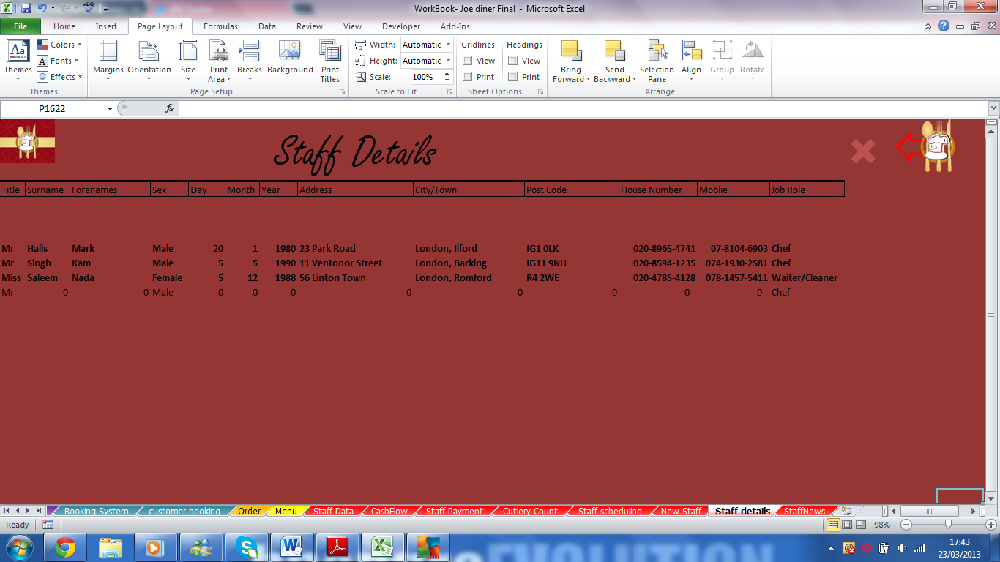 WorkBook- Joe diner Final - Microsoft Excel
File Home Insert Page Layout Formulas Data Review View Developer Add-Ins
Colors Width: Automatic Gridlines Headings
Aa Fonts Height: Automatic View View
Themes Effects Margins Orientation Size Print Area Breaks Background Print Titles Scale: 100% Print Print Bring Forward Send Backward Selection Pane Align Group Rotate
Themes Page Setup Scale to Fit Sheet Options Arrange
P1622 fx
Staff Details
Title Surname Forenames Sex Day Month Year Address City/Town Post Code House Number Moblie Job Role
Mr Halls Mark Male 20 1 1980 23 Park Road London, Ilford IG1 0LK 020-8965-4741 07-8104-6903 Chef
Mr Singh Kam Male 5 5 1990 11 Ventonor Street London, Barking IG11 9NH 020-8594-1235 074-1930-2581 Chef
Miss Saleem Nada Female 5 12 1988 56 Linton Town London, Romford R4 2WE 020-4785-4128 078-1457-5411 Waiter/Cleaner
Mr 0 0 Male 0 0 0 0 0 0 0-- 0-- Chef
Booking System customer booking Order Menu Staff Data CashFlow Staff Payment Cutlery Count Staff scheduling New Staff Staff details StaffNews
Ready 98%
17:43
23/03/2013